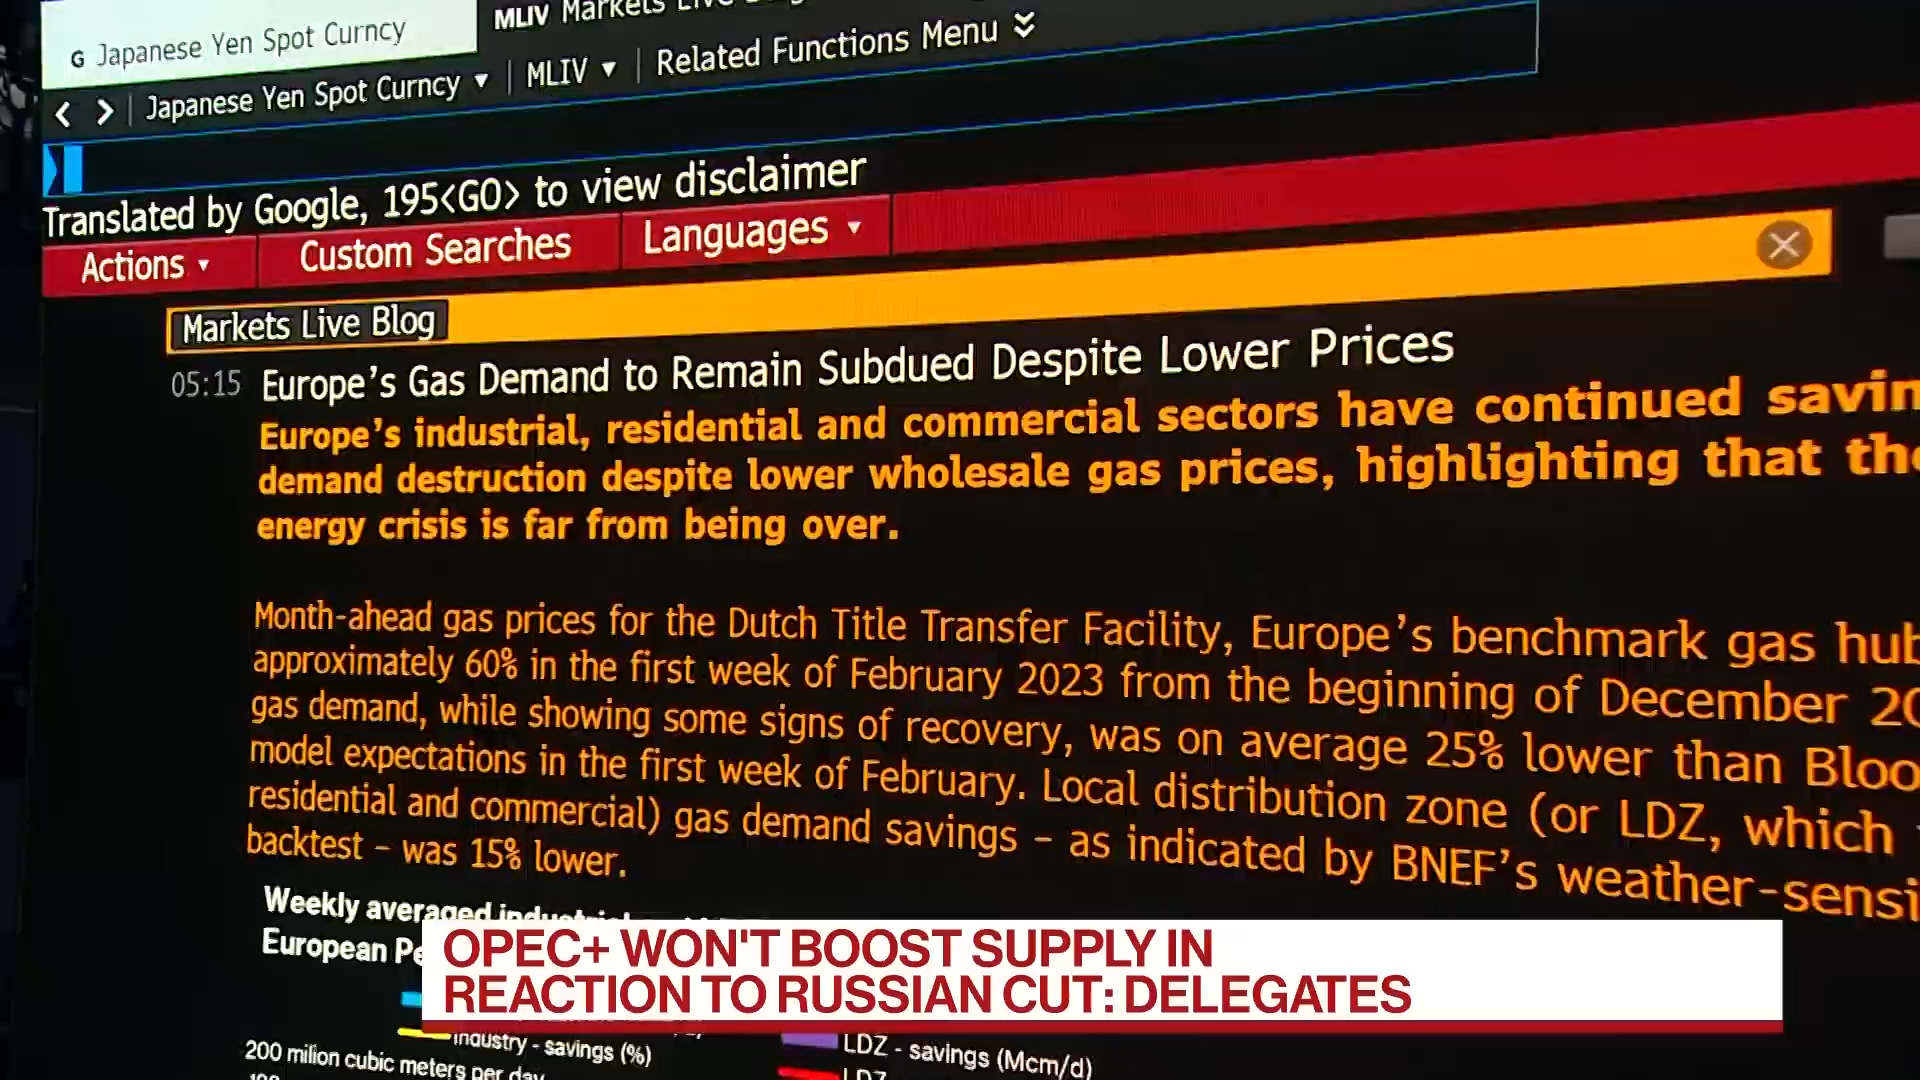 G Japanese Yen Spot Curncy
MLIV Markets Live
Japanese Yen Spot Curncy | MLIV | Related Functions Menu
Translated by Google, 195<GO> to view disclaimer
Actions Custom Searches Languages
Markets Live Blog
05:15 Europe's Gas Demand to Remain Subdued Despite Lower Prices
Europe's industrial, residential and commercial sectors have continued savin
demand destruction despite lower wholesale gas prices, highlighting that the
energy crisis is far from being over.
Month-ahead gas prices for the Dutch Title Transfer Facility, Europe's benchmark gas hub
approximately 60% in the first week of February 2023 from the beginning of December 20
gas demand, while showing some signs of recovery, was on average 25% lower than Bloo
model expectations in the first week of February. Local distribution zone (or LDZ, which
residential and commercial) gas demand savings – as indicated by BNEF's weather-sensi
backtest – was 15% lower.
Weekly averaged industrial
European Pe
OPEC+ WON'T BOOST SUPPLY IN
REACTION TO RUSSIAN CUT: DELEGATES
Industry - savings (%)
LDZ - savings (Mcm/d)
LDZ
200 milion cubic meters per day